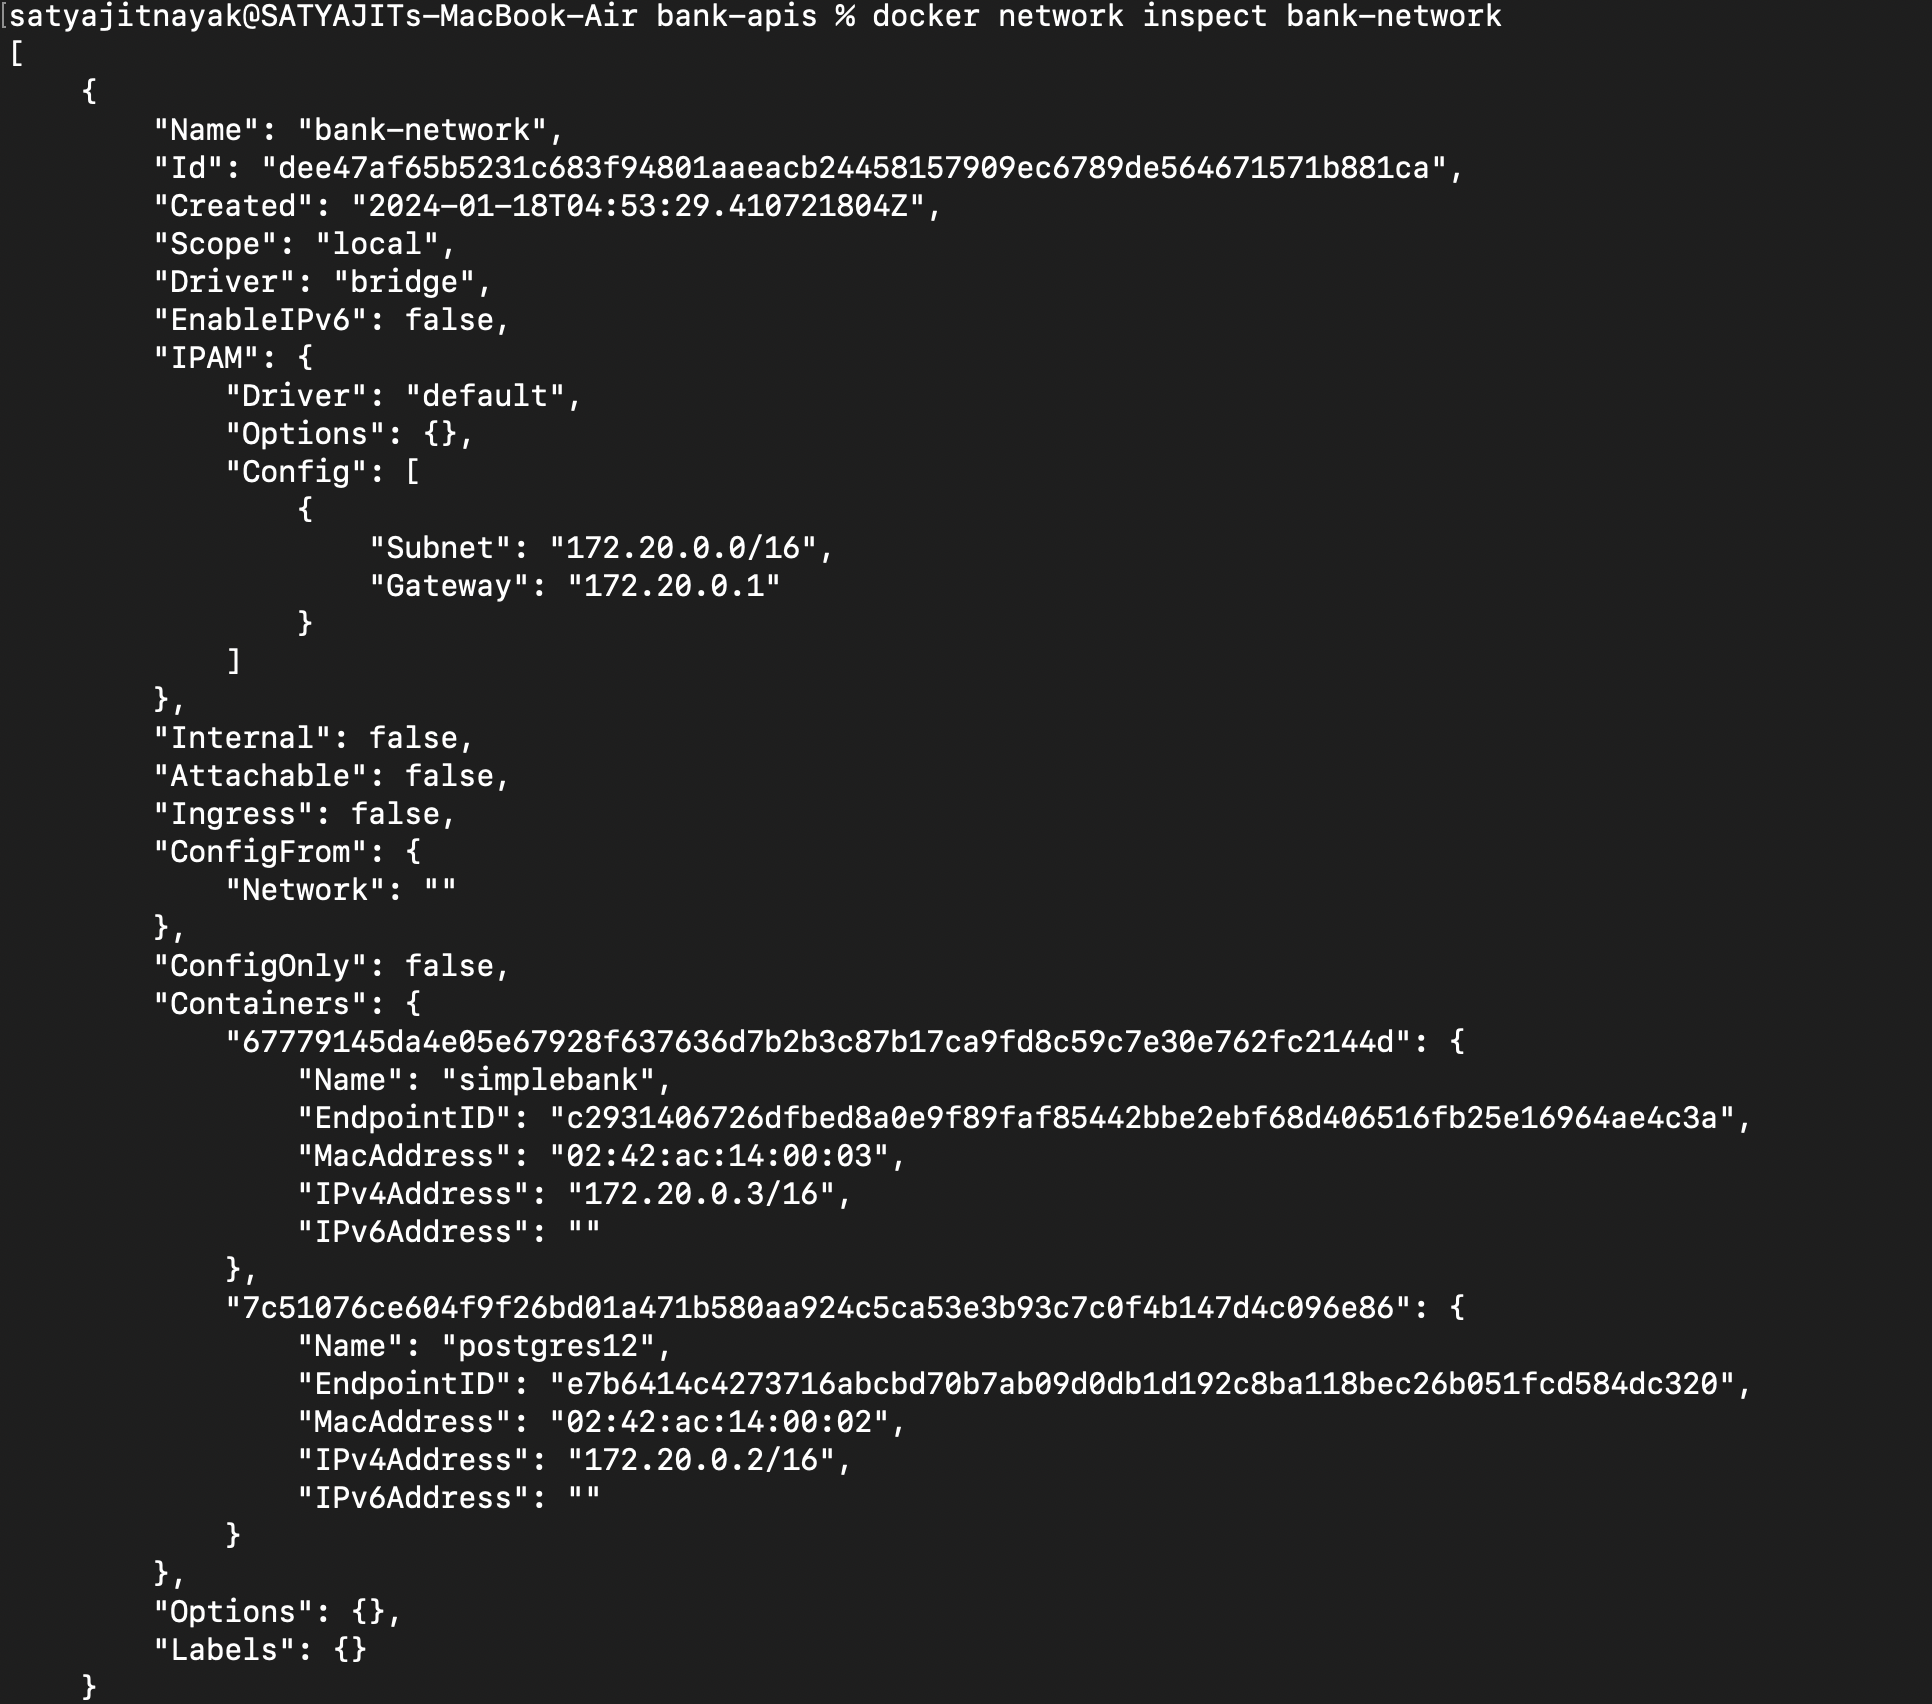 [satyajitnayak@SATYAJITs-MacBook-Air bank-apis % docker network inspect bank-network
[
    {
        "Name": "bank-network",
        "Id": "dee47af65b5231c683f94801aaeacb24458157909ec6789de564671571b881ca",
        "Created": "2024-01-18T04:53:29.410721804Z",
        "Scope": "local",
        "Driver": "bridge",
        "EnableIPv6": false,
        "IPAM": {
            "Driver": "default",
            "Options": {},
            "Config": [
                {
                    "Subnet": "172.20.0.0/16",
                    "Gateway": "172.20.0.1"
                }
            ]
        },
        "Internal": false,
        "Attachable": false,
        "Ingress": false,
        "ConfigFrom": {
            "Network": ""
        },
        "ConfigOnly": false,
        "Containers": {
            "67779145da4e05e67928f637636d7b2b3c87b17ca9fd8c59c7e30e762fc2144d": {
                "Name": "simplebank",
                "EndpointID": "c2931406726dfbed8a0e9f89faf85442bbe2ebf68d406516fb25e16964ae4c3a",
                "MacAddress": "02:42:ac:14:00:03",
                "IPv4Address": "172.20.0.3/16",
                "IPv6Address": ""
            },
            "7c51076ce604f9f26bd01a471b580aa924c5ca53e3b93c7c0f4b147d4c096e86": {
                "Name": "postgres12",
                "EndpointID": "e7b6414c4273716abcbd70b7ab09d0db1d192c8ba118bec26b051fcd584dc320",
                "MacAddress": "02:42:ac:14:00:02",
                "IPv4Address": "172.20.0.2/16",
                "IPv6Address": ""
            }
        },
        "Options": {},
        "Labels": {}
    }